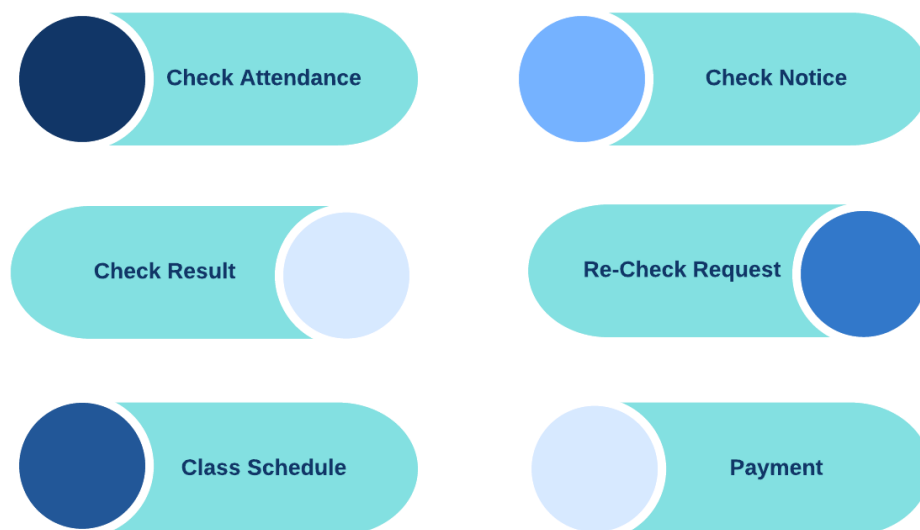 Check Attendance
Check Notice
Check Result
Re-Check Request
Class Schedule
Payment